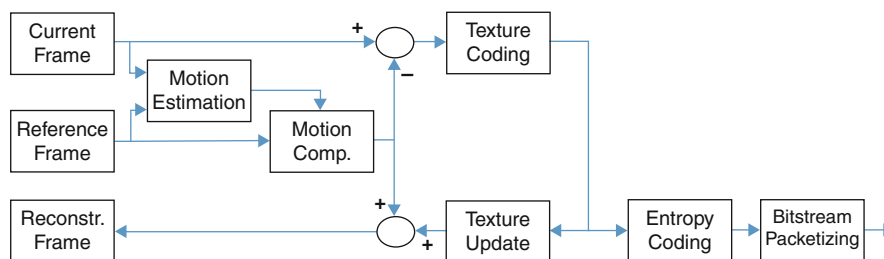 Current
Frame
+
Texture
Coding
Motion
Estimation
−
Reference
Frame
Motion
Comp.
+
Reconstr.
Frame
+
Texture
Update
Entropy
Coding
Bitstream
Packetizing